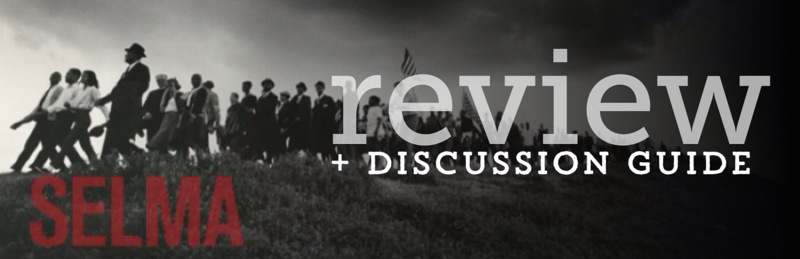 review
+ DISCUSSION GUIDE
SELMA